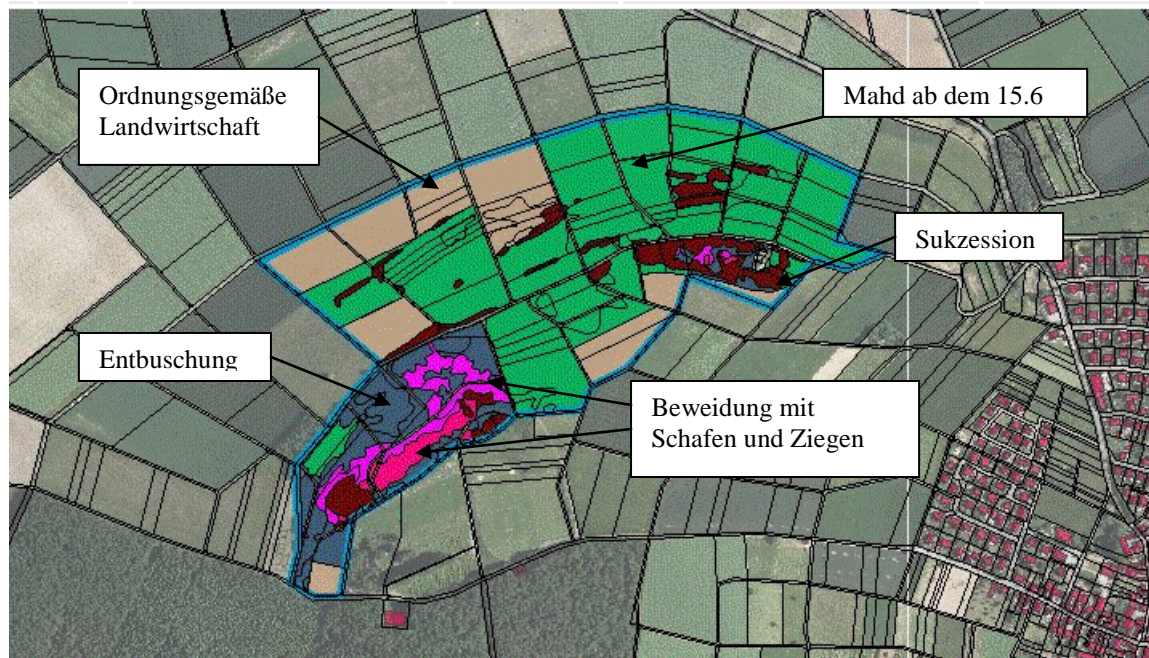 Ordnungsgemäße
Landwirtschaft
Mahd ab dem 15.6
Sukzession
Entbuschung
Beweidung mit
Schafen und Ziegen